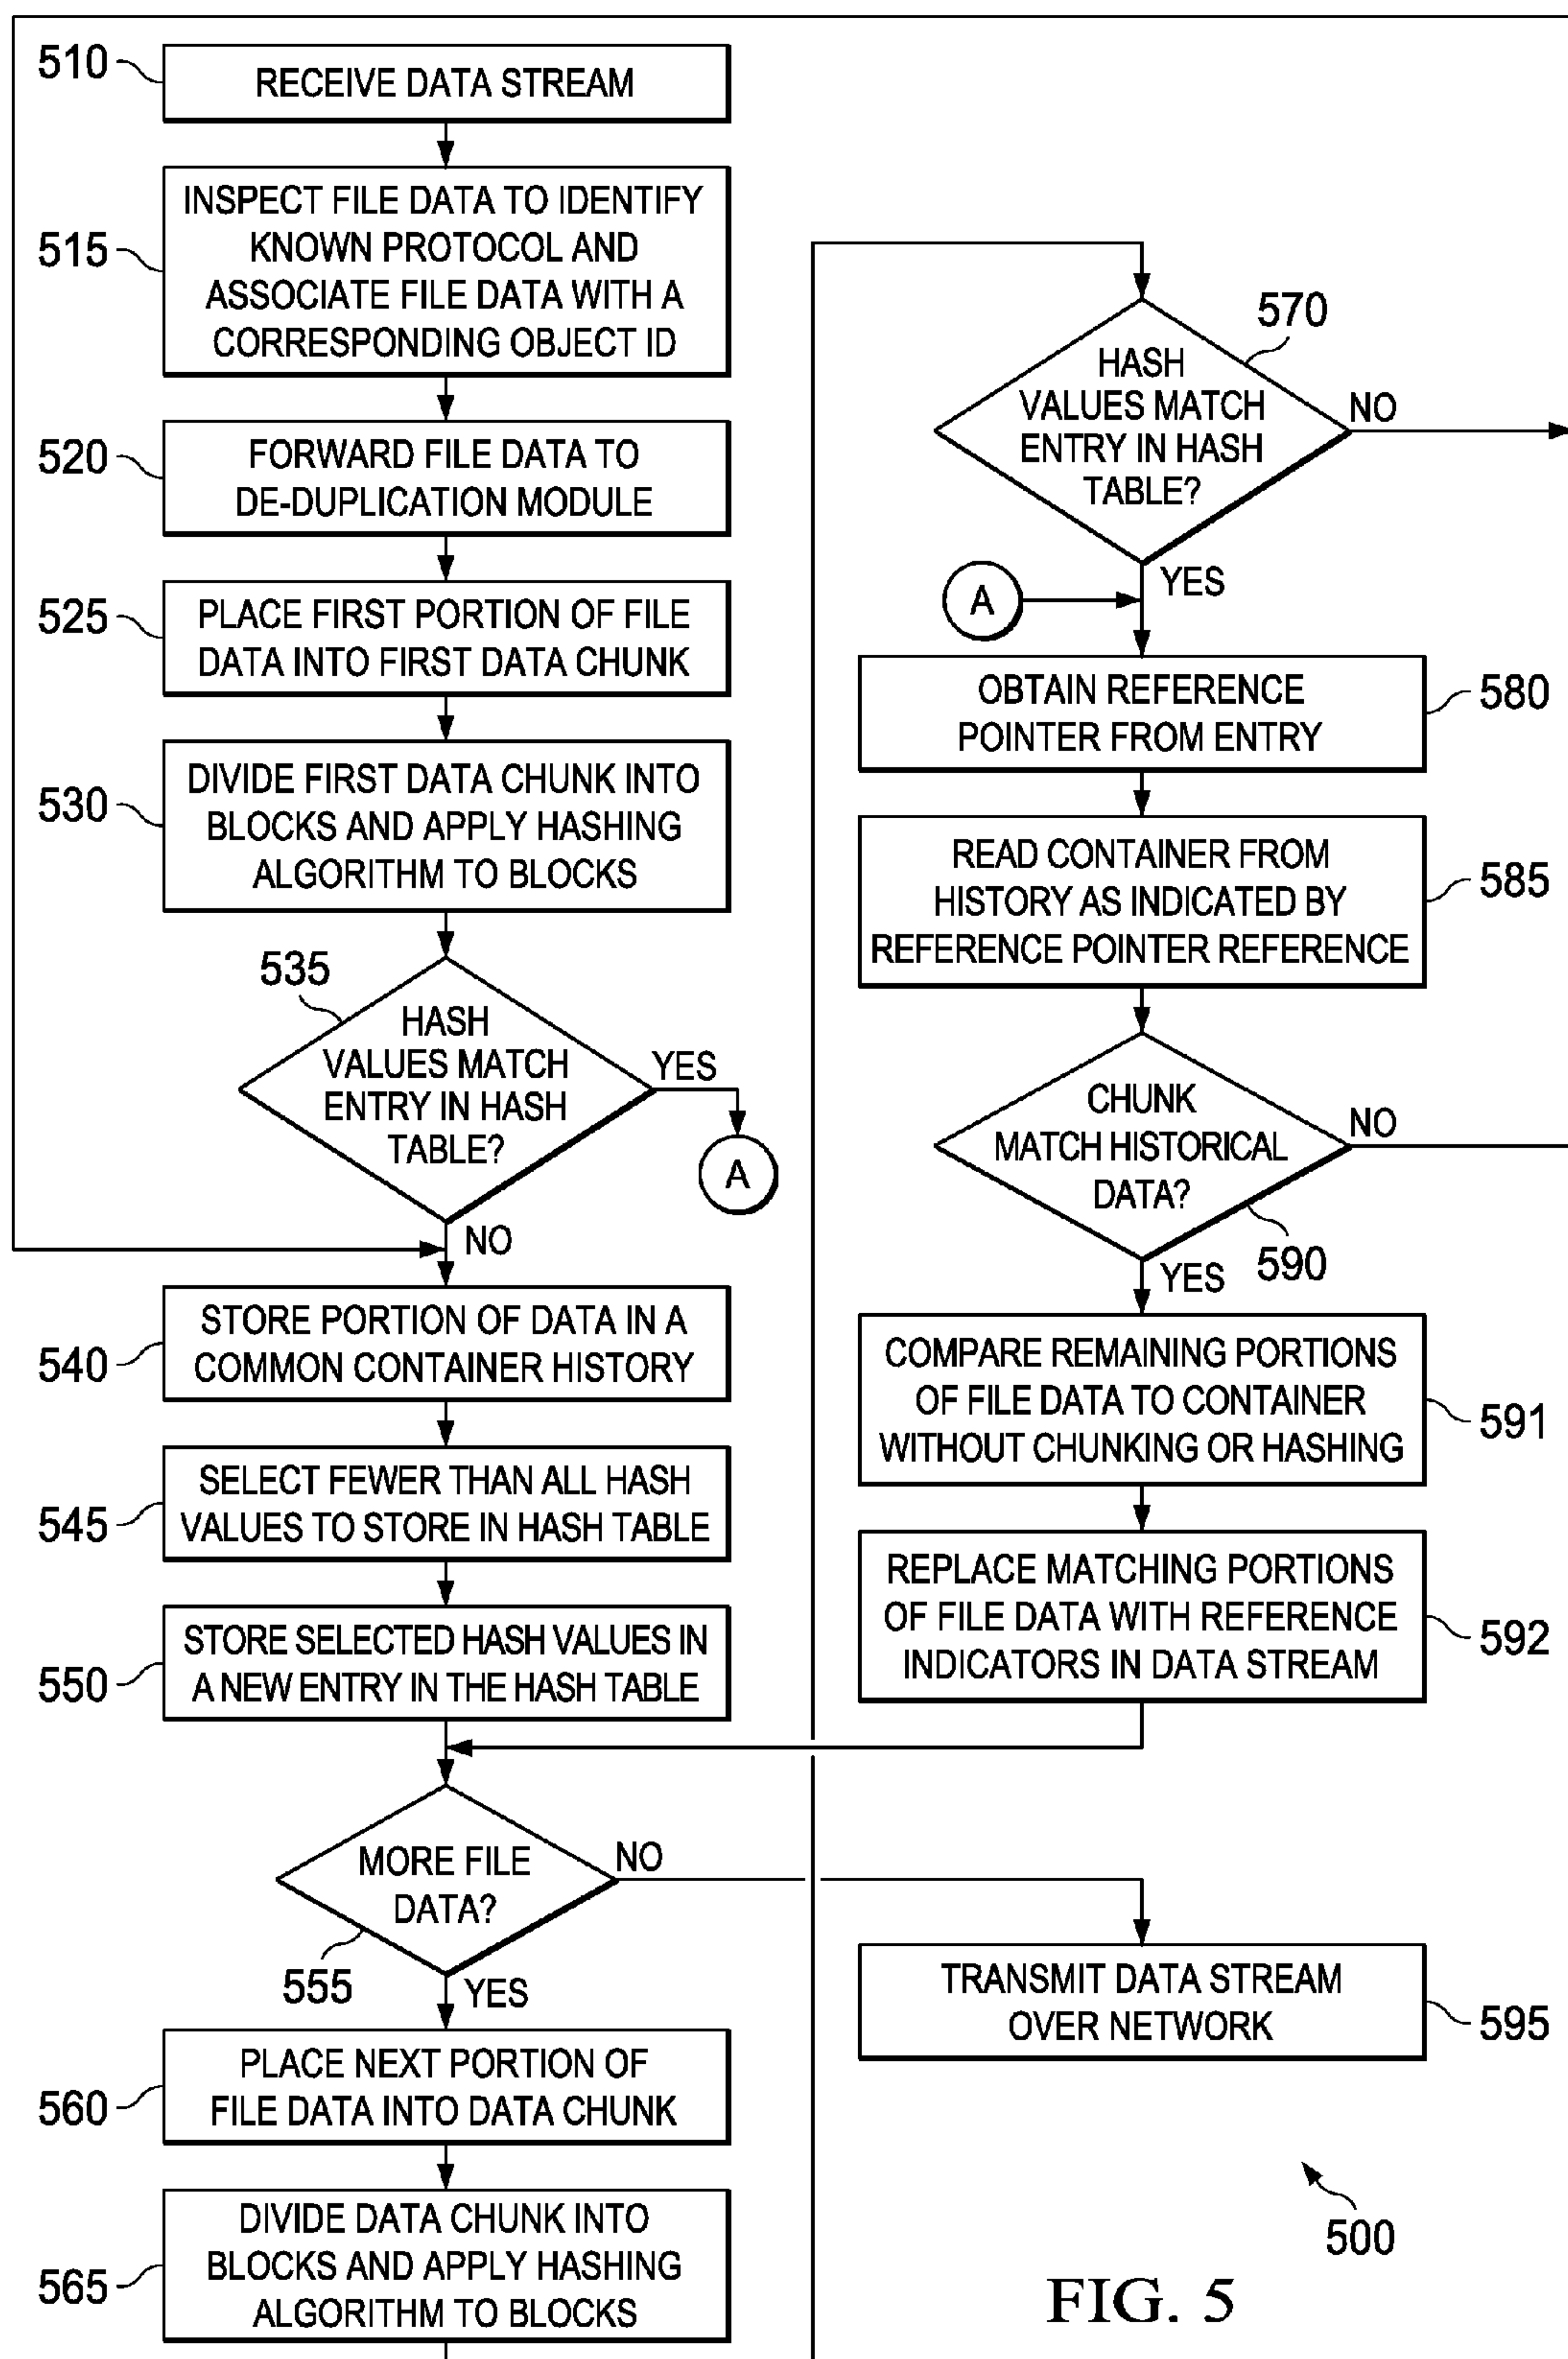 510
RECEIVE DATA STREAM
515
INSPECT FILE DATA TO IDENTIFY
KNOWN PROTOCOL AND
ASSOCIATE FILE DATA WITH A
CORRESPONDING OBJECT ID
520
FORWARD FILE DATA TO
DE-DUPLICATION MODULE
525
PLACE FIRST PORTION OF FILE
DATA INTO FIRST DATA CHUNK
530
DIVIDE FIRST DATA CHUNK INTO
BLOCKS AND APPLY HASHING
ALGORITHM TO BLOCKS
535
HASH
VALUES MATCH
ENTRY IN HASH
TABLE?
YES
A
NO
540
STORE PORTION OF DATA IN A
COMMON CONTAINER HISTORY
545
SELECT FEWER THAN ALL HASH
VALUES TO STORE IN HASH TABLE
550
STORE SELECTED HASH VALUES IN
A NEW ENTRY IN THE HASH TABLE
MORE FILE
DATA?
NO
555
YES
560
PLACE NEXT PORTION OF
FILE DATA INTO DATA CHUNK
565
DIVIDE DATA CHUNK INTO
BLOCKS AND APPLY HASHING
ALGORITHM TO BLOCKS
570
HASH
VALUES MATCH
ENTRY IN HASH
TABLE?
NO
YES
A
OBTAIN REFERENCE
POINTER FROM ENTRY
580
READ CONTAINER FROM
HISTORY AS INDICATED BY
REFERENCE POINTER REFERENCE
585
CHUNK
MATCH HISTORICAL
DATA?
NO
590
YES
COMPARE REMAINING PORTIONS
OF FILE DATA TO CONTAINER
WITHOUT CHUNKING OR HASHING
591
REPLACE MATCHING PORTIONS
OF FILE DATA WITH REFERENCE
INDICATORS IN DATA STREAM
592
TRANSMIT DATA STREAM
OVER NETWORK
595
500
FIG. 5